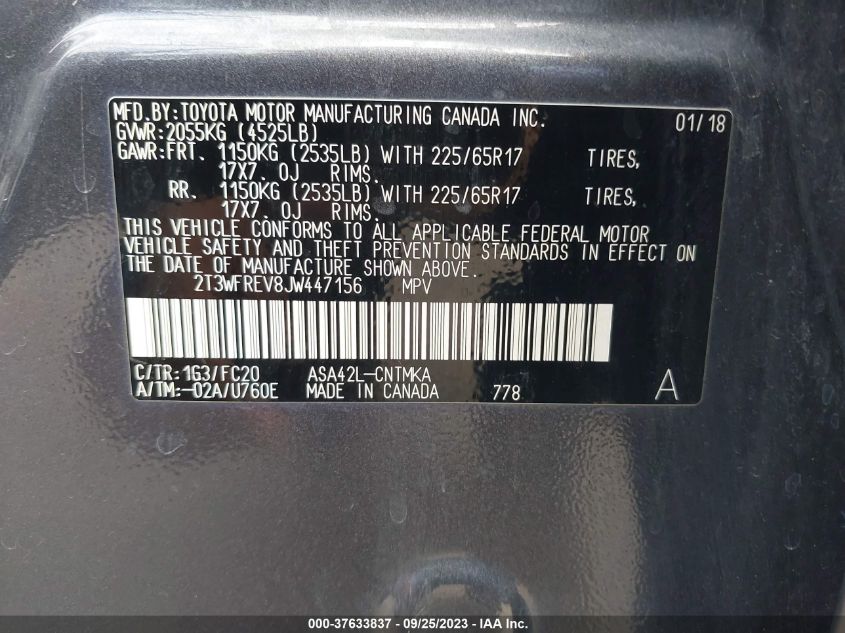 MFD.BY:TOYOTA MOTOR MANUFACTURING CANADA INC. 01/18
GVWR:2055KG (4525LB)
GAWR:FRT. 1150KG (2535LB) WITH 225/65R17 TIRES,
17X7.0J RIMS.
RR. 1150KG (2535LB) WITH 225/65R17 TIRES,
17X7.0J RIMS.
THIS VEHICLE CONFORMS TO ALL APPLICABLE FEDERAL MOTOR
VEHICLE SAFETY AND THEFT PREVENTION STANDARDS IN EFFECT ON
THE DATE OF MANUFACTURE SHOWN ABOVE.
2T3WFREV8JW447156 MPV
C/TR:1G3/FC20 ASA42L-CNTMKA
A/TM:-02A/U760E MADE IN CANADA 778 A
000-37633837 - 09/25/2023 - IAA Inc.